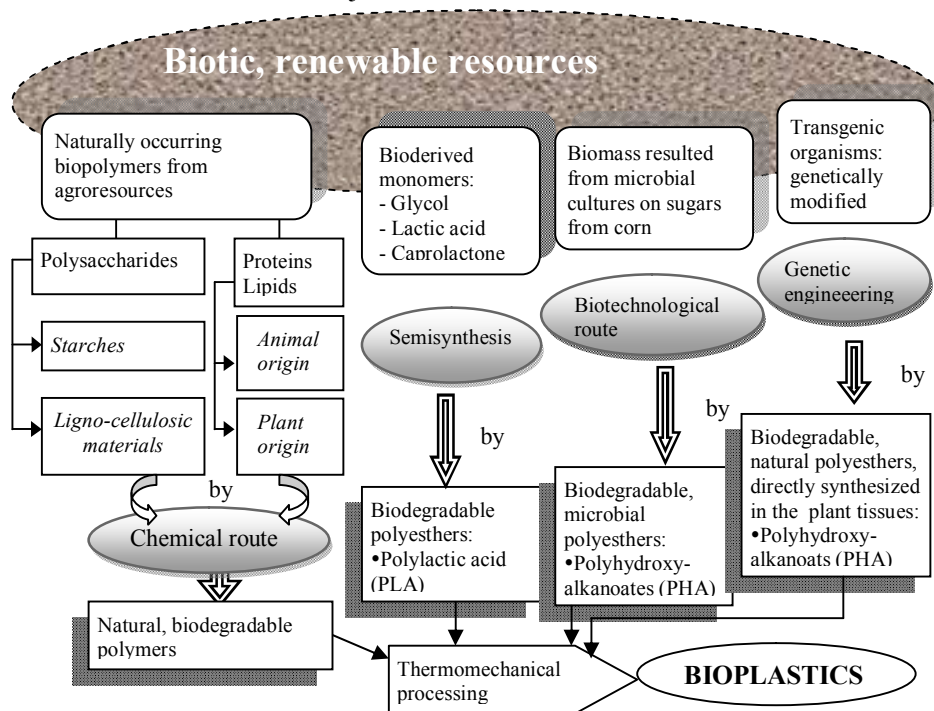 Biotic, renewable resources
Naturally occurring
biopolymers from
agroresources
Bioderived
monomers:
- Glycol
- Lactic acid
- Caprolactone
Biomass resulted
from microbial
cultures on sugars
from corn
Transgenic
organisms:
genetically
modified
Polysaccharides
Proteins
Lipids
Starches
Animal
origin
Ligno-cellulosic
materials
Plant
origin
by
Chemical route
Natural, biodegradable
polymers
Semisynthesis
by
Biodegradable
polyesthers:
•Polylactic acid
(PLA)
Biotechnological
route
by
Biodegradable,
microbial
polyesthers:
•Polyhydroxy-
alkanoates (PHA)
Genetic
engineeering
by
Biodegradable,
natural polyesthers,
directly synthesized
in the plant tissues:
•Polyhydroxy-
alkanoats (PHA)
Thermomechanical
processing
BIOPLASTICS